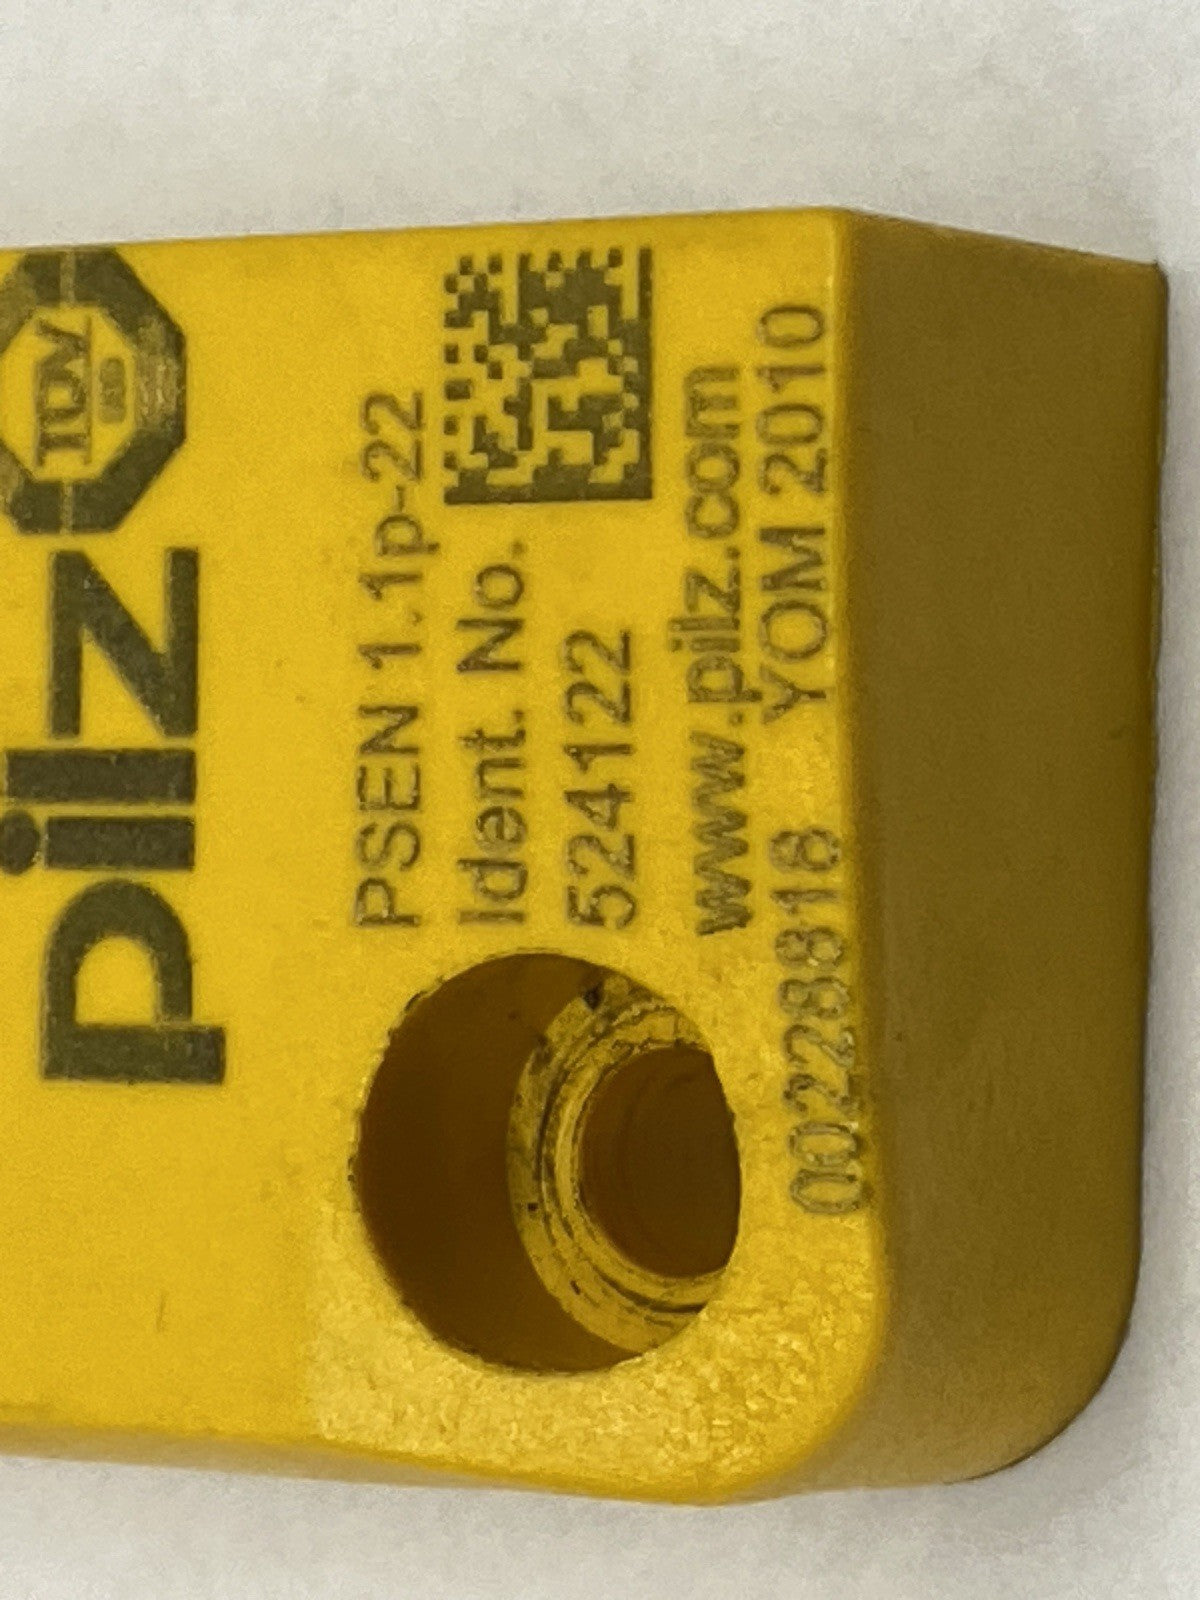 pilz
TÜV
PSEN 1.1p-22
Ident. No.
524122
www.pilz.com
00228818 YOM 2010